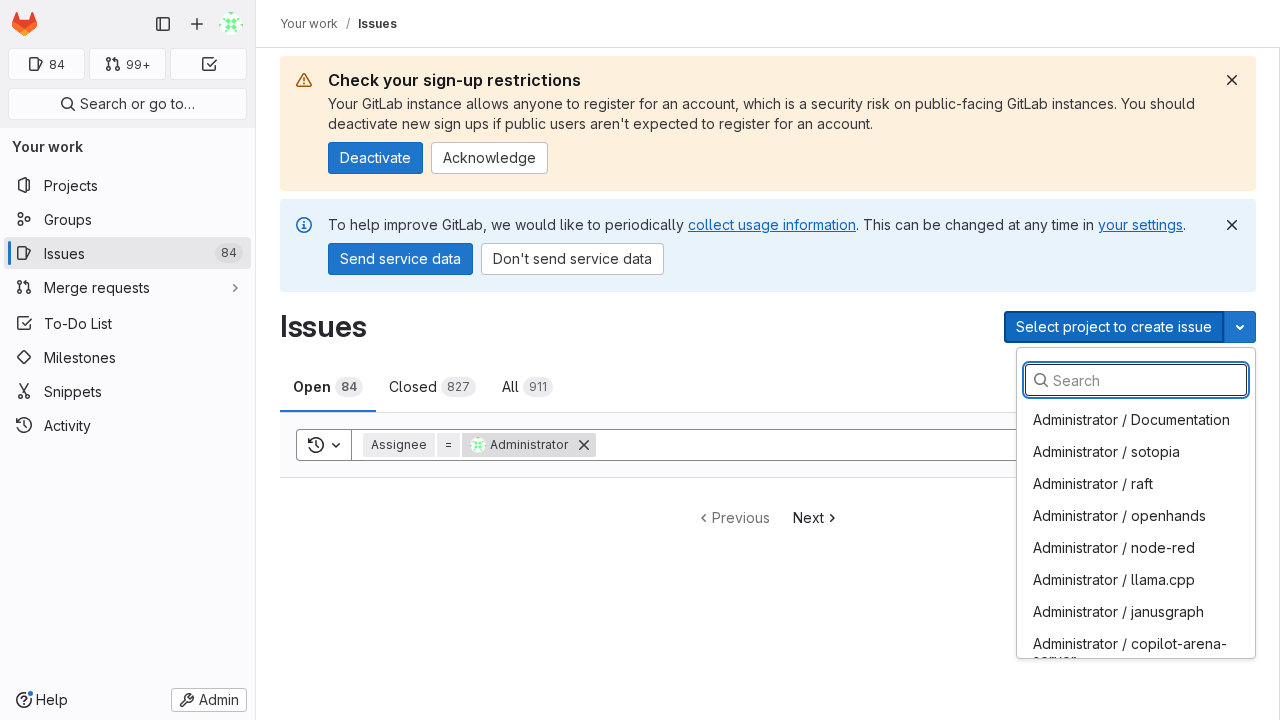 Your work / Issues
84
99+
Search or go to…
Your work
Projects
Groups
Issues
84
Merge requests
To-Do List
Milestones
Snippets
Activity
Help
Admin
Check your sign-up restrictions
Your GitLab instance allows anyone to register for an account, which is a security risk on public-facing GitLab instances. You should
deactivate new sign ups if public users aren't expected to register for an account.
Deactivate
Acknowledge
To help improve GitLab, we would like to periodically collect usage information. This can be changed at any time in your settings.
Send service data
Don't send service data
Issues
Select project to create issue
Open 84
Closed 827
All 911
Assignee = Administrator
Previous
Next
Search
Administrator / Documentation
Administrator / sotopia
Administrator / raft
Administrator / openhands
Administrator / node-red
Administrator / llama.cpp
Administrator / janusgraph
Administrator / copilot-arena-